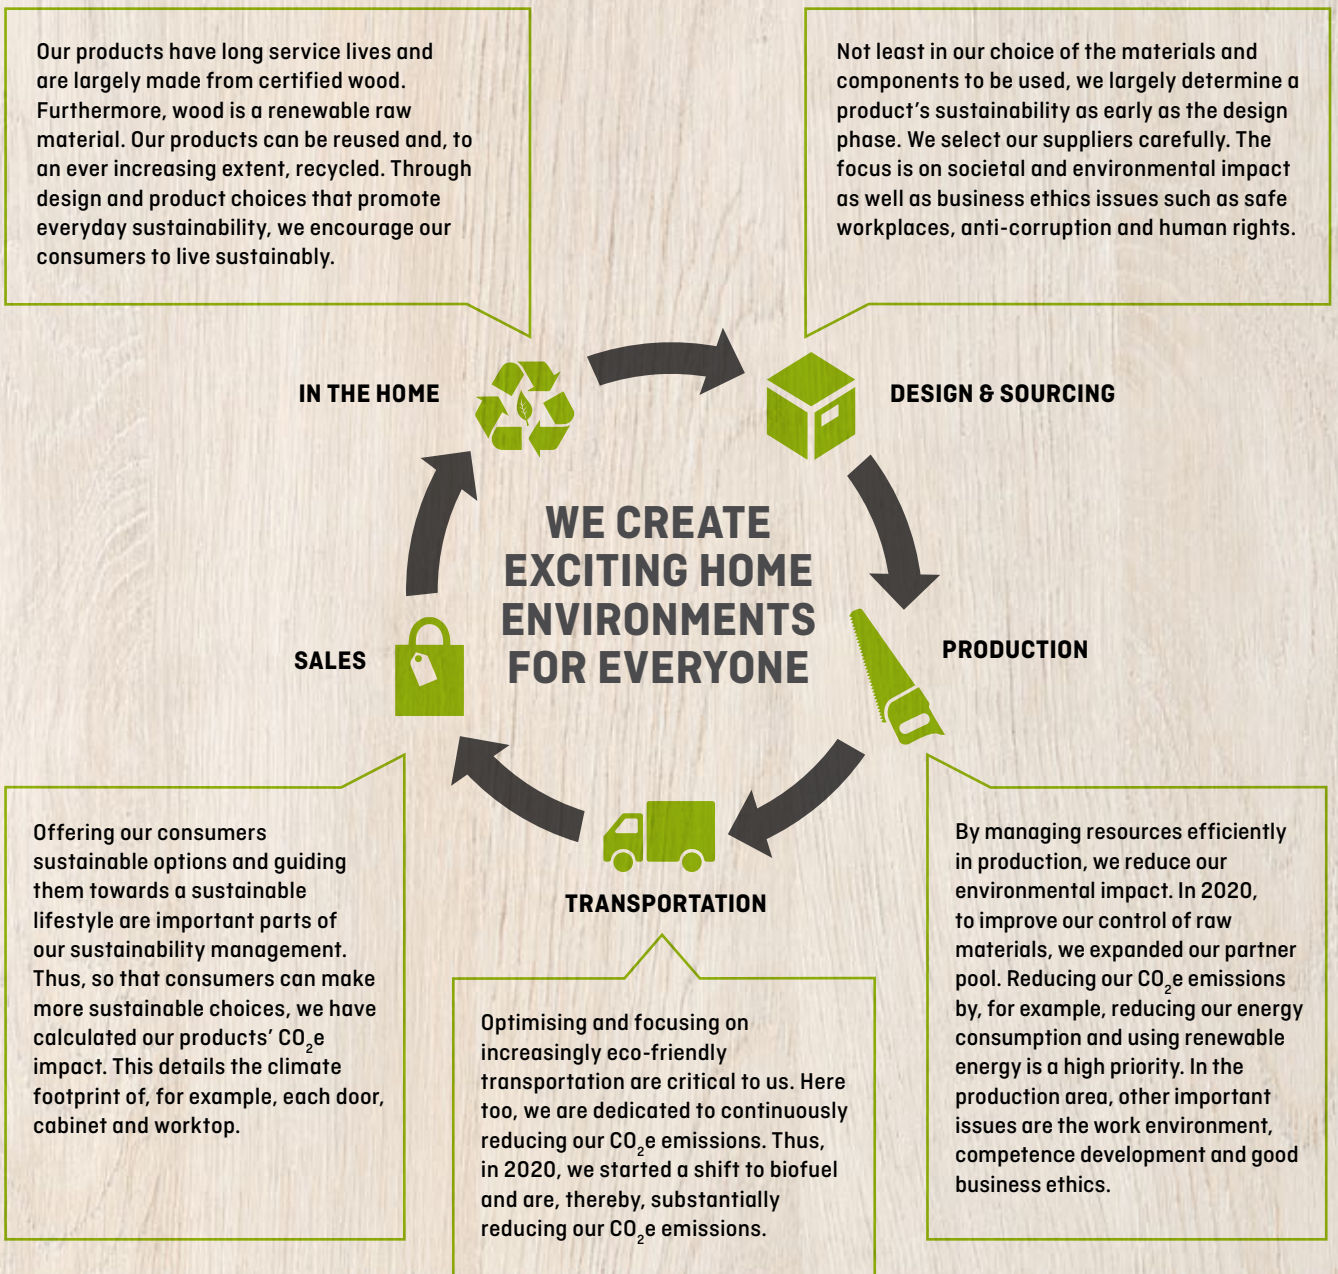 Our products have long service lives and
are largely made from certified wood.
Furthermore, wood is a renewable raw
material. Our products can be reused and, to
an ever increasing extent, recycled. Through
design and product choices that promote
everyday sustainability, we encourage our
consumers to live sustainably.
Not least in our choice of the materials and
components to be used, we largely determine a
product's sustainability as early as the design
phase. We select our suppliers carefully. The
focus is on societal and environmental impact
as well as business ethics issues such as safe
workplaces, anti-corruption and human rights.
IN THE HOME
DESIGN & SOURCING
WE CREATE
EXCITING HOME
ENVIRONMENTS
FOR EVERYONE
SALES
PRODUCTION
TRANSPORTATION
Offering our consumers
sustainable options and guiding
them towards a sustainable
lifestyle are important parts of
our sustainability management.
Thus, so that consumers can make
more sustainable choices, we have
calculated our products' CO₂e
impact. This details the climate
footprint of, for example, each door,
cabinet and worktop.
Optimising and focusing on
increasingly eco-friendly
transportation are critical to us. Here
too, we are dedicated to continuously
reducing our CO₂e emissions. Thus,
in 2020, we started a shift to biofuel
and are, thereby, substantially
reducing our CO₂e emissions.
By managing resources efficiently
in production, we reduce our
environmental impact. In 2020,
to improve our control of raw
materials, we expanded our partner
pool. Reducing our CO₂e emissions
by, for example, reducing our energy
consumption and using renewable
energy is a high priority. In the
production area, other important
issues are the work environment,
competence development and good
business ethics.